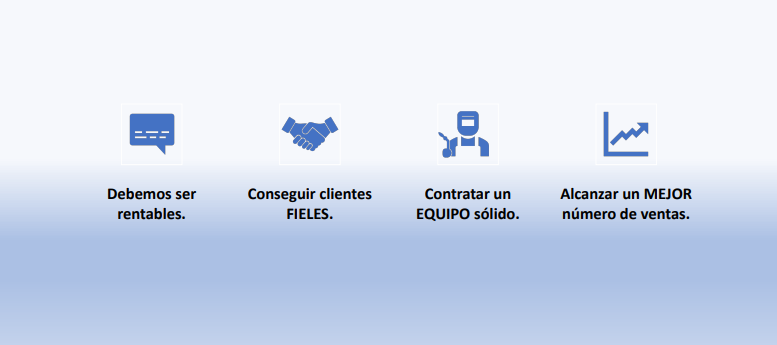 Debemos ser
rentables.
Conseguir clientes
FIELES.
Contratar un
EQUIPO sólido.
Alcanzar un MEJOR
número de ventas.